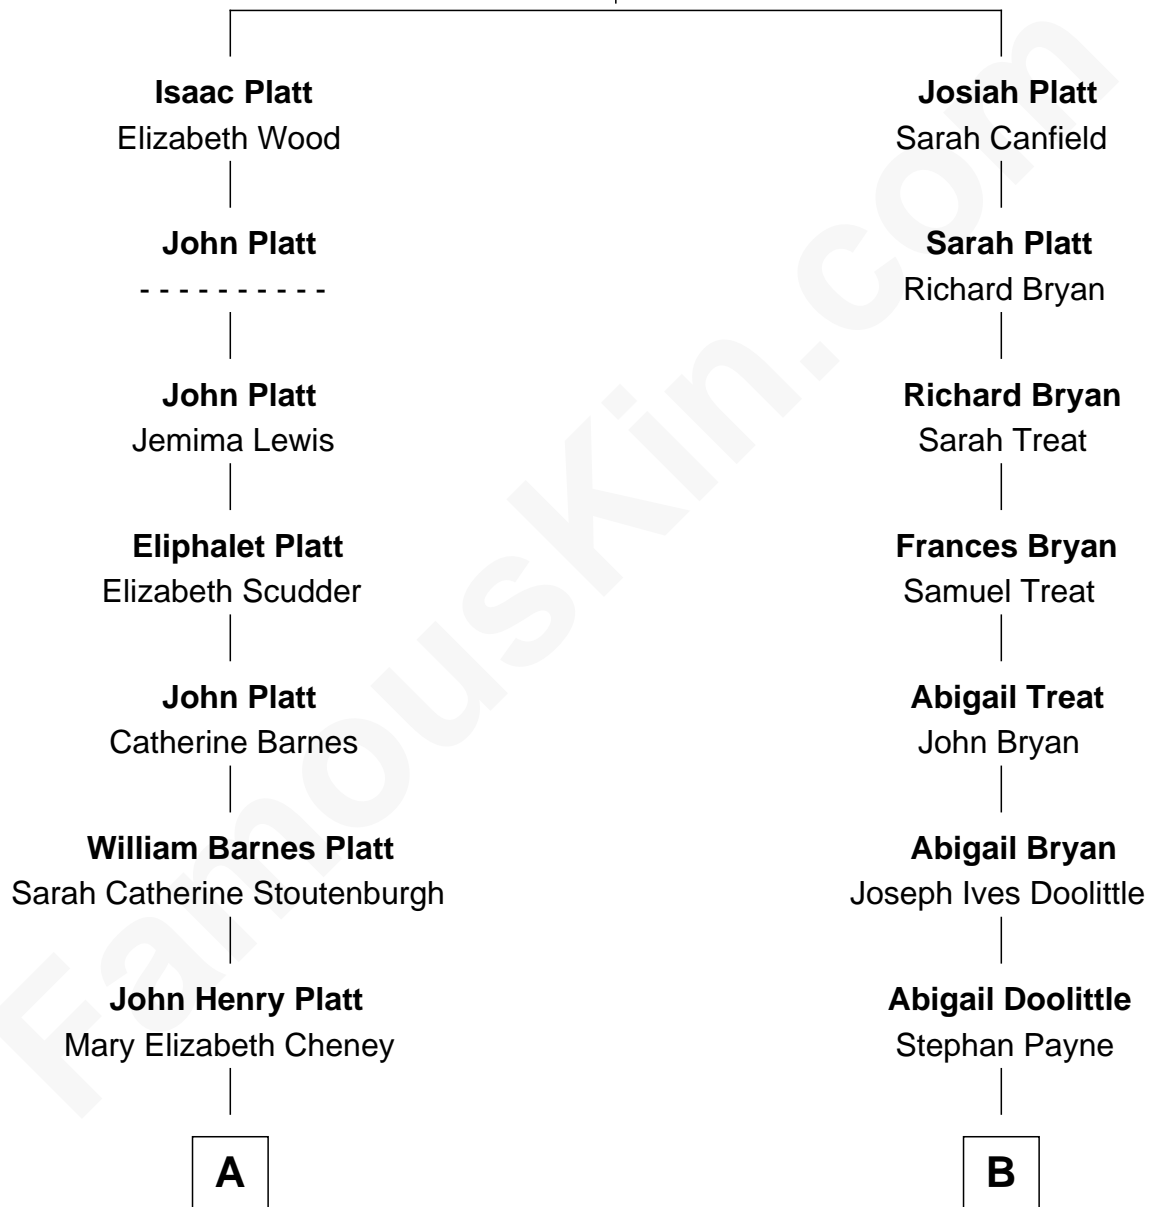 Isaac Platt
Elizabeth Wood
John Platt
- - - - - - - - - -
John Platt
Jemima Lewis
Eliphalet Platt
Elizabeth Scudder
John Platt
Catherine Barnes
William Barnes Platt
Sarah Catherine Stoutenburgh
John Henry Platt
Mary Elizabeth Cheney
A
Josiah Platt
Sarah Canfield
Sarah Platt
Richard Bryan
Richard Bryan
Sarah Treat
Frances Bryan
Samuel Treat
Abigail Treat
John Bryan
Abigail Bryan
Joseph Ives Doolittle
Abigail Doolittle
Stephan Payne
B
FamousKin.com